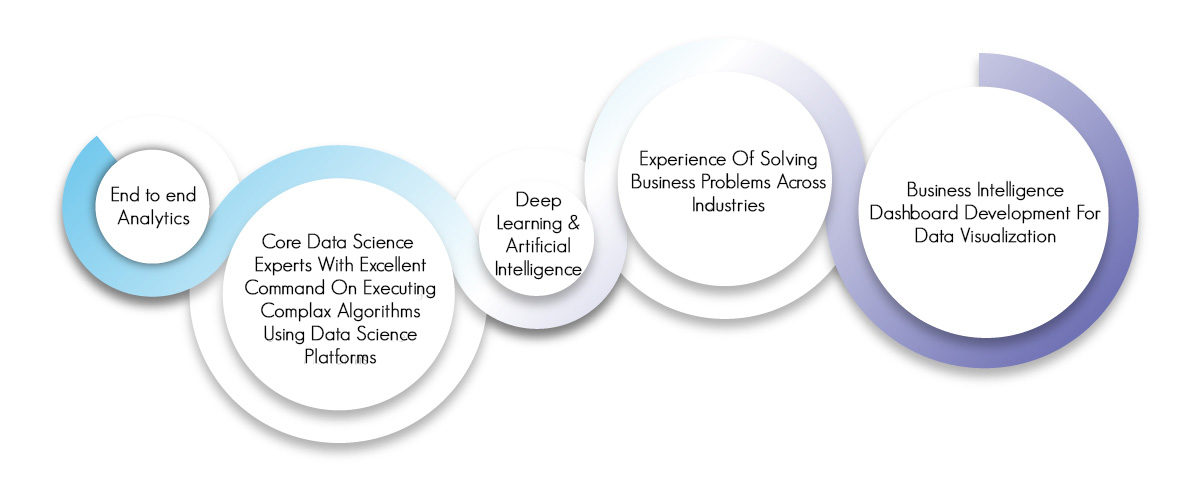 End to end
Analytics
Core Data Science
Experts With Excellent
Command On Executing
Complax Algorithms
Using Data Science
Platforms
Deep
Learning &
Artificial
Intelligence
Experience Of Solving
Business Problems Across
Industries
Business Intelligence
Dashboard Development For
Data Visualization